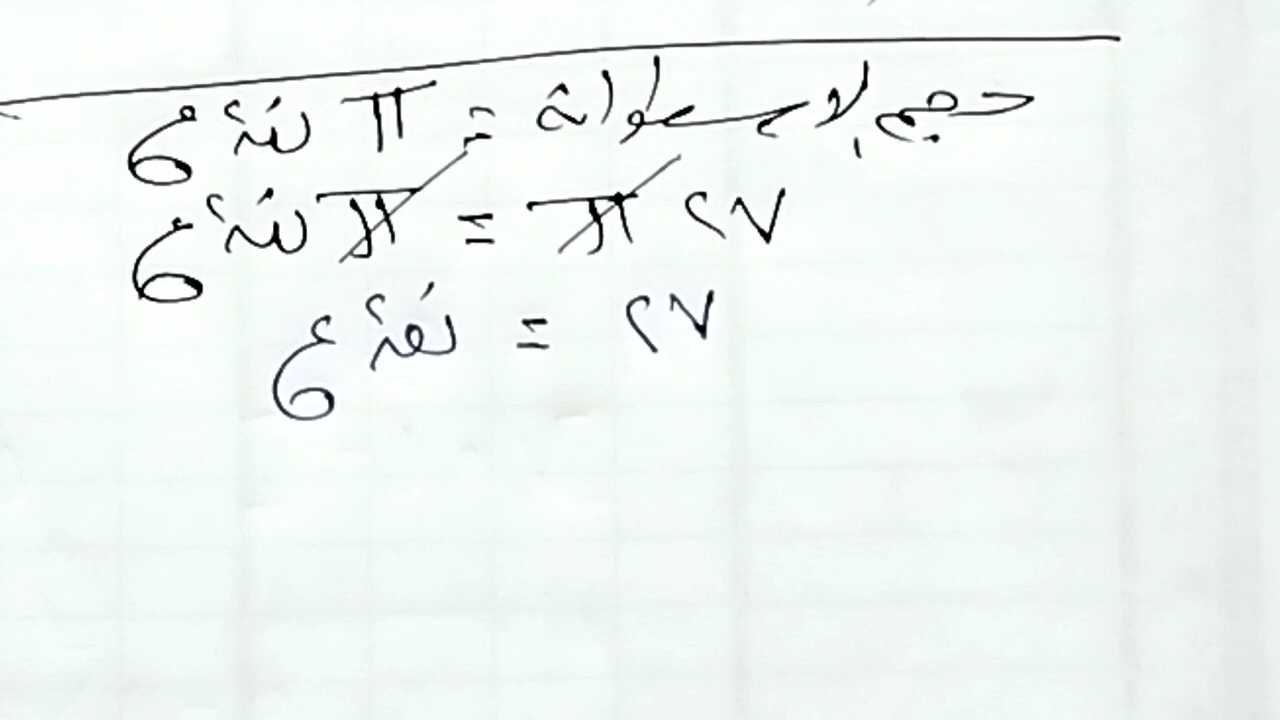 حجم الاسطوانة = π نق٢ ع
٢٧ π = π نق٢ ع
٢٧ = نق٢ ع